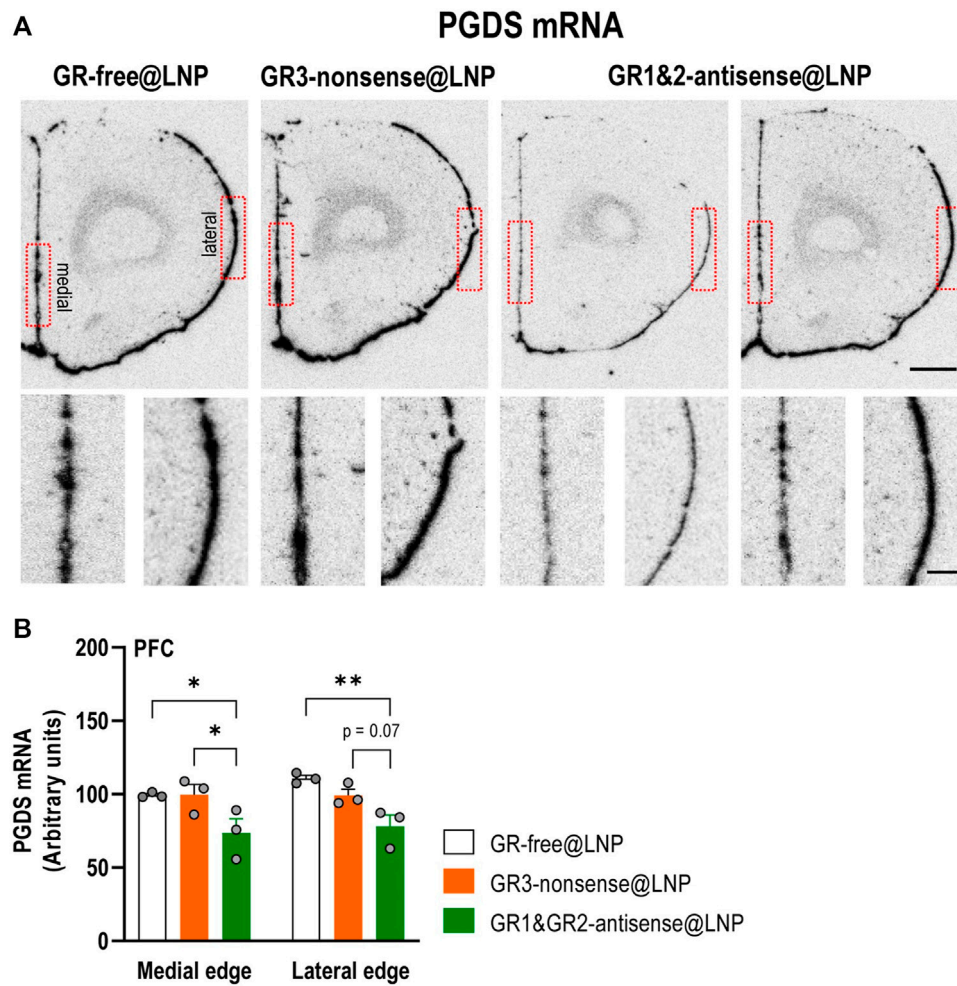 A
PGDS mRNA
GR-free@LNP
GR3-nonsense@LNP
GR1&2-antisense@LNP
medial
lateral
B
PFC
PGDS mRNA
(Arbitrary units)
200
150
100
50
0
*
*
**
p = 0.07
Medial edge
Lateral edge
GR-free@LNP
GR3-nonsense@LNP
GR1&GR2-antisense@LNP